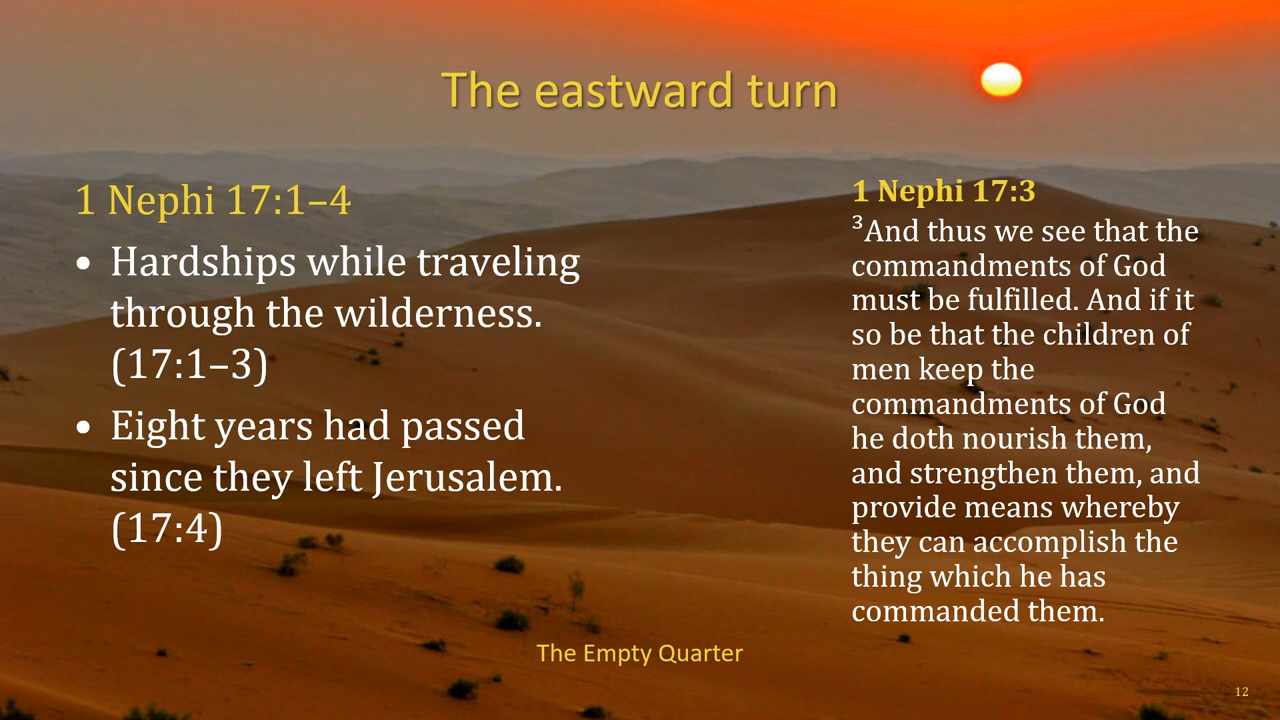 The eastward turn
1 Nephi 17:1–4
• Hardships while traveling
through the wilderness.
(17:1–3)
• Eight years had passed
since they left Jerusalem.
(17:4)
1 Nephi 17:3
³And thus we see that the
commandments of God
must be fulfilled. And if it
so be that the children of
men keep the
commandments of God
he doth nourish them,
and strengthen them, and
provide means whereby
they can accomplish the
thing which he has
commanded them.
The Empty Quarter
12